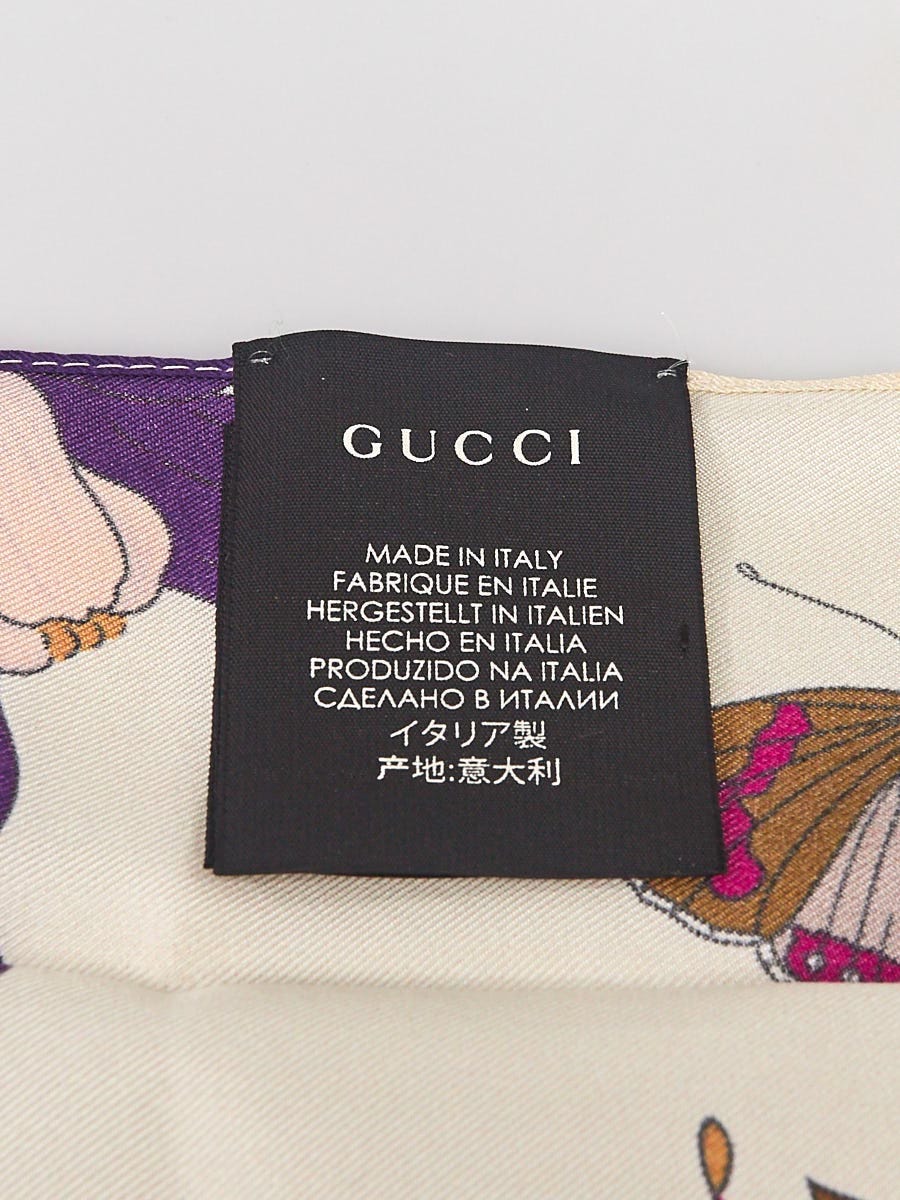 GUCCI
MADE IN ITALY
FABRIQUE EN ITALIE
HERGESTELLT IN ITALIEN
HECHO EN ITALIA
PRODUZIDO NA ITALIA
СДЕЛАНО В ИТАЛИИ
イタリア製
产地:意大利